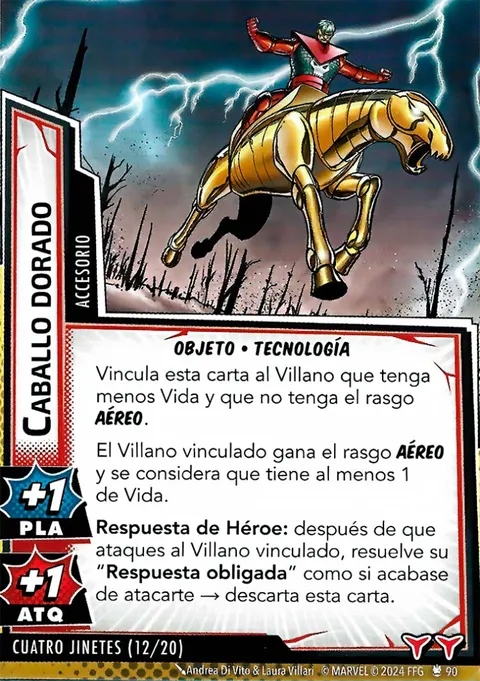 CABALLO DORADO
ACCESORIO
OBJETO • TECNOLOGÍA
Vincula esta carta al Villano que tenga
menos Vida y que no tenga el rasgo
AÉREO.
El Villano vinculado gana el rasgo AÉREO
y se considera que tiene al menos 1
de Vida.
Respuesta de Héroe: después de que
ataques al Villano vinculado, resuelve su
“Respuesta obligada” como si acabase
de atacarte → descarta esta carta.
+1
PLA
+1
ATQ
CUATRO JINETES (12/20)
Andrea Di Vito & Laura Villari © MARVEL © 2024 FFG 90